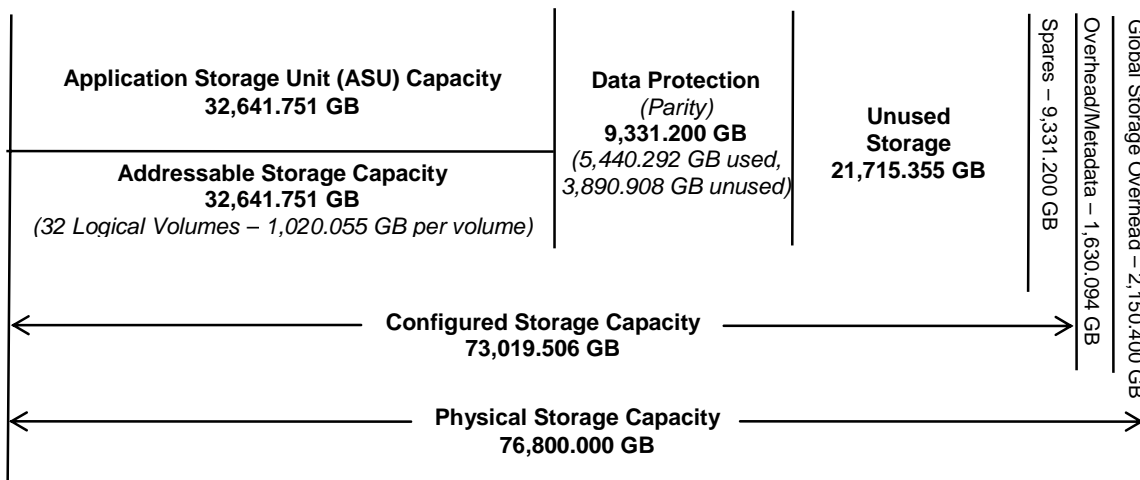 Application Storage Unit (ASU) Capacity
32,641.751 GB
Addressable Storage Capacity
32,641.751 GB
(32 Logical Volumes – 1,020.055 GB per volume)
Data Protection
(Parity)
9,331.200 GB
(5,440.292 GB used,
3,890.908 GB unused)
Unused
Storage
21,715.355 GB
Spares – 9,331.200 GB
Overhead/Metadata – 1,630.094 GB
Global Storage Overhead – 2,150.400 GB
Configured Storage Capacity
73,019.506 GB
Physical Storage Capacity
76,800.000 GB